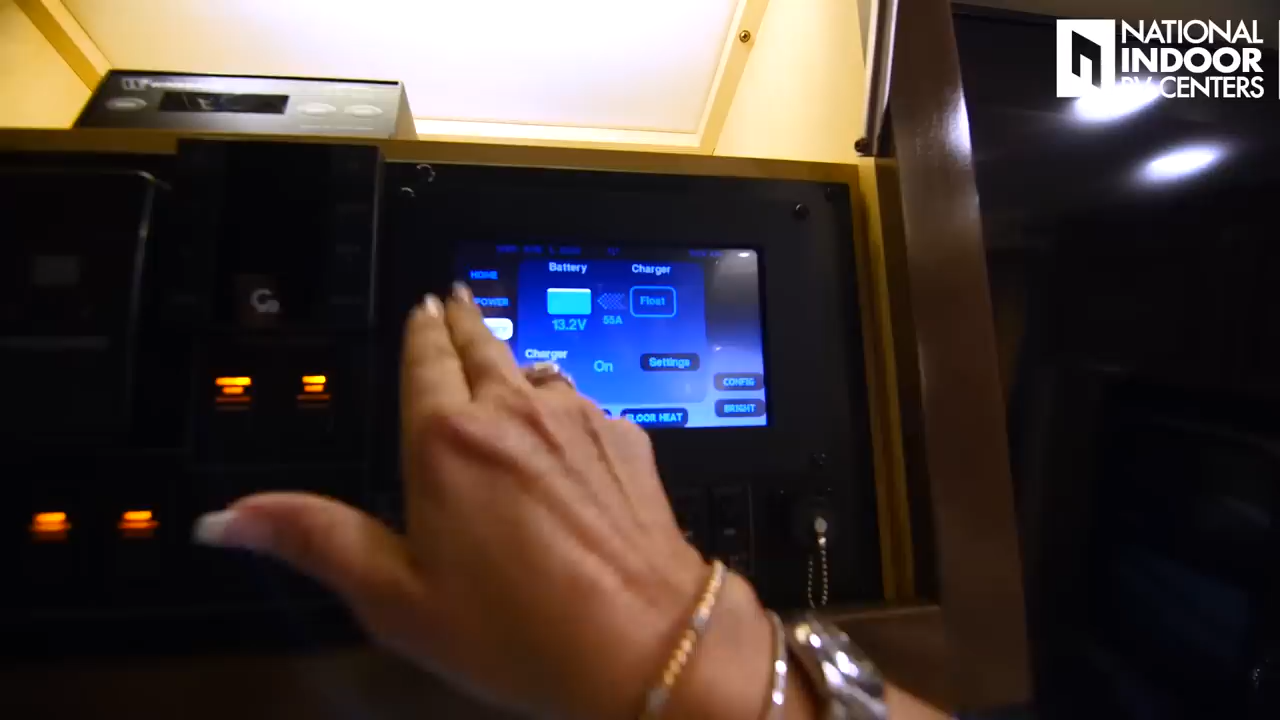 NATIONAL
INDOOR
RV CENTERS
HOME
Battery
Charger
POWER
Float
13.2V
55A
Charger
On
Settings
CONFIG
BRIGHT
FLOOR HEAT